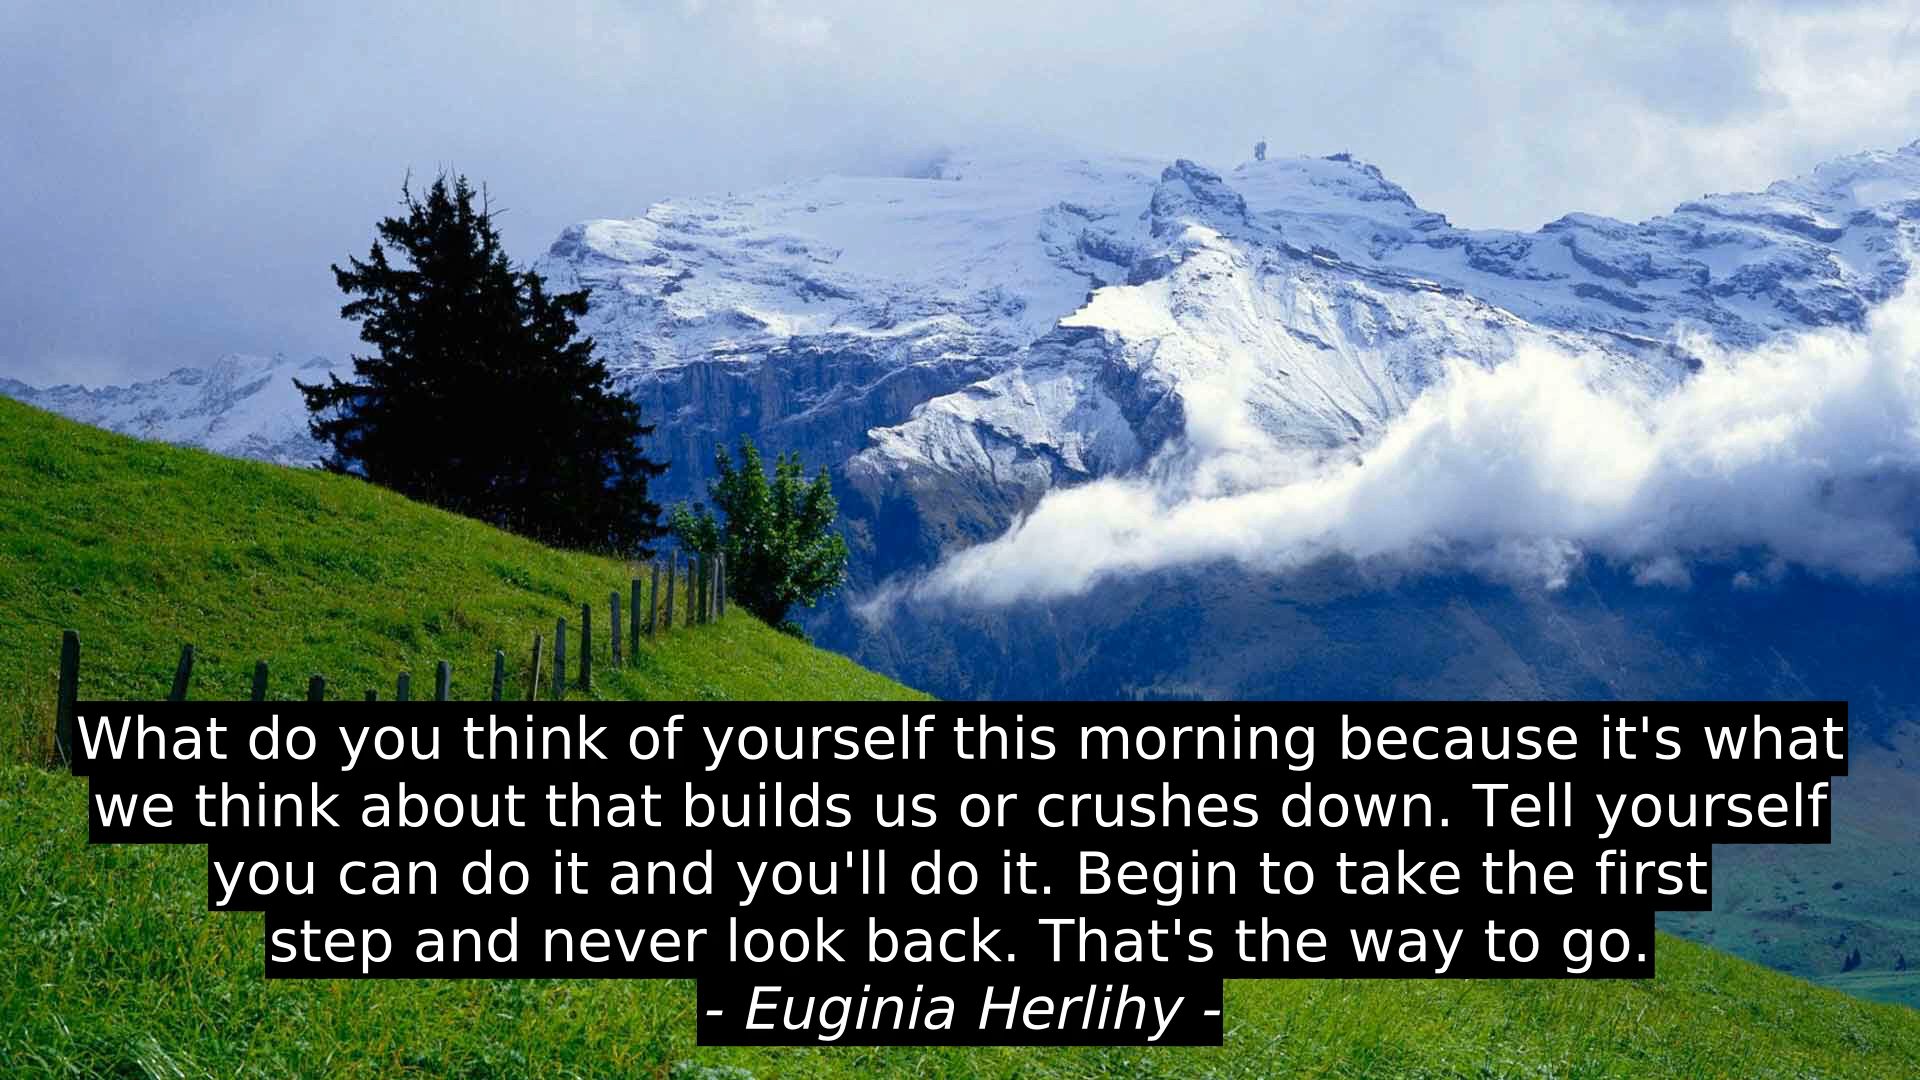 What do you think of yourself this morning because it's what
we think about that builds us or crushes down. Tell yourself
you can do it and you'll do it. Begin to take the first
step and never look back. That's the way to go.
- Euginia Herlihy -